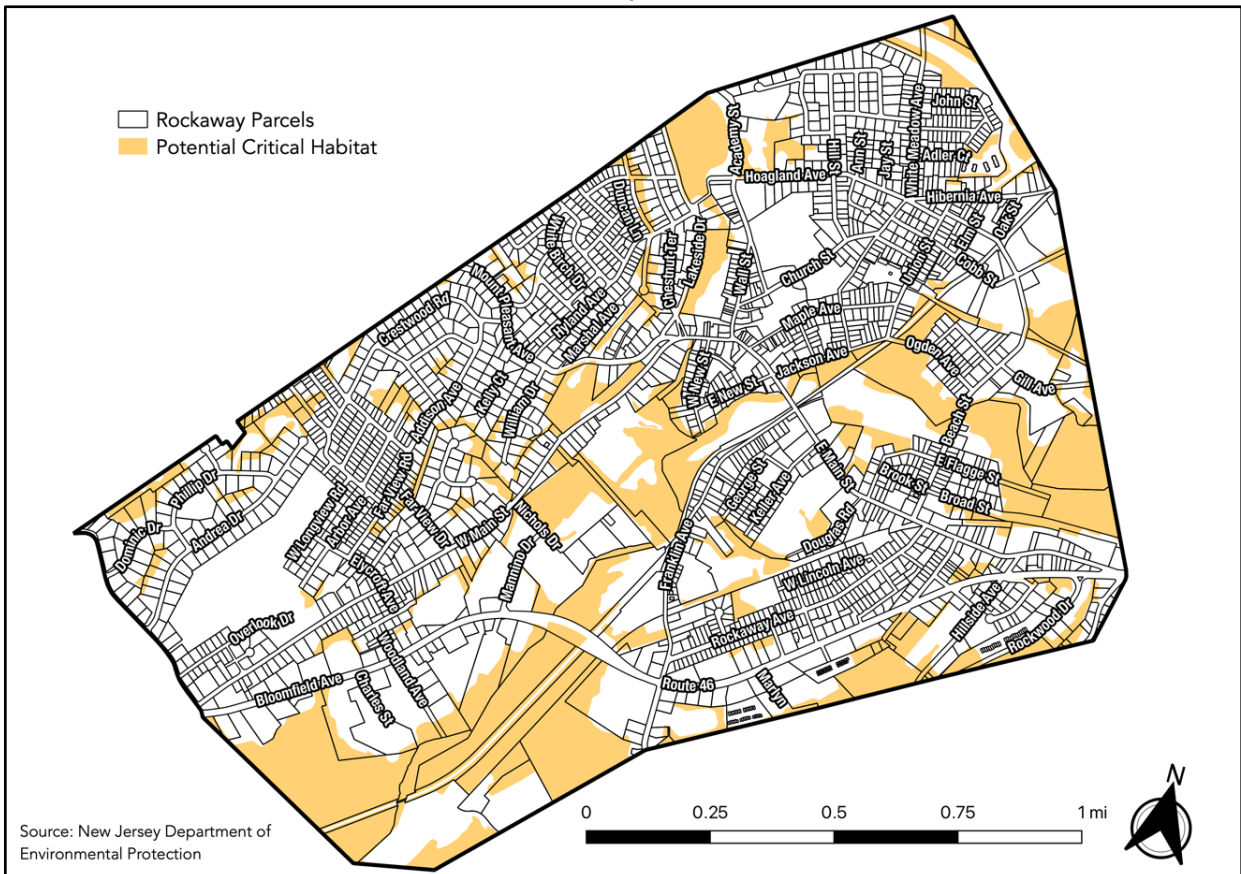 Rockaway Parcels
Potential Critical Habitat
John St
White Meadow Ave
Academy St
Hill St
Ann St
Jay St
Adler Ct
Hoagland Ave
Hibernia Ave
Duncan Ln
Elm St
Oak St
White Birch Dr
Chestnut Ter
Lakeside Dr
Wall St
Church St
Union St
Cobb St
Mount Pleasant Ave
Hyland Ave
Marshal Ave
Crestwood Rd
Maple Ave
Jackson Ave
Ogden Ave
W New St
E New St
Gill Ave
Addson Ave
Kelly Ct
William Dr
Beach St
E Main St
Phillip Dr
Fairview Rd
Far View Dr
George St
Keller Ave
Brook St
E Flagge St
Broad St
Dominic Dr
Andrea Dr
W Longview Rd
Argo Ave
W Main St
Nichols Dr
Franklin Ave
Douglas Rd
Mannino Dr
W Lincoln Ave
Elycroft Ave
Overlook Dr
Woodland Ave
Rockaway Ave
Hillside Ave
Rockwood Dr
Bloomfield Ave
Charles St
Route 46
Marlyn
N
0 0.25 0.5 0.75 1 mi
Source: New Jersey Department of
Environmental Protection